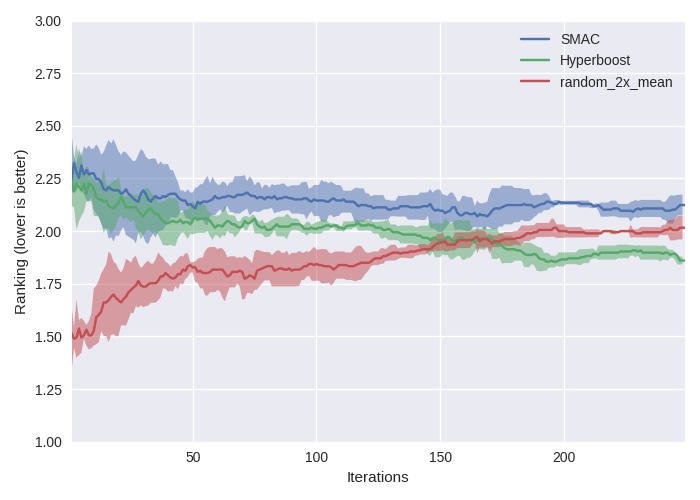 3.00
2.75
2.50
2.25
2.00
1.75
1.50
1.25
1.00
Ranking (lower is better)
SMAC
Hyperboost
random_2x_mean
50
100
150
200
Iterations